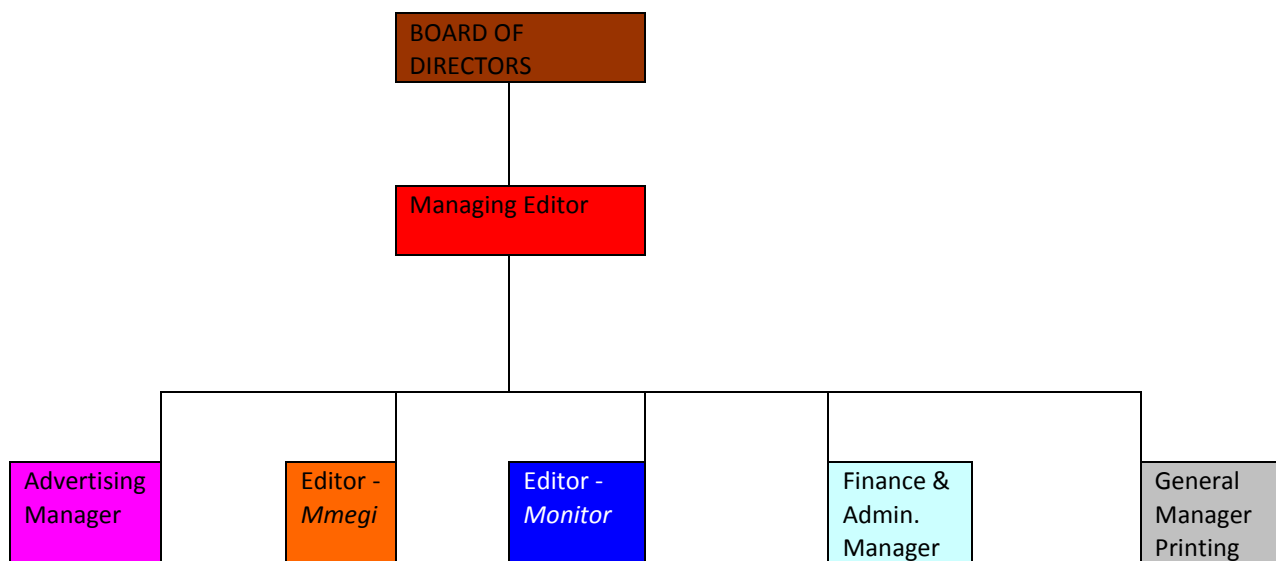 BOARD OF
DIRECTORS
Managing Editor
Advertising
Manager
Editor -
Mmegi
Editor -
Monitor
Finance &
Admin.
Manager
General
Manager
Printing